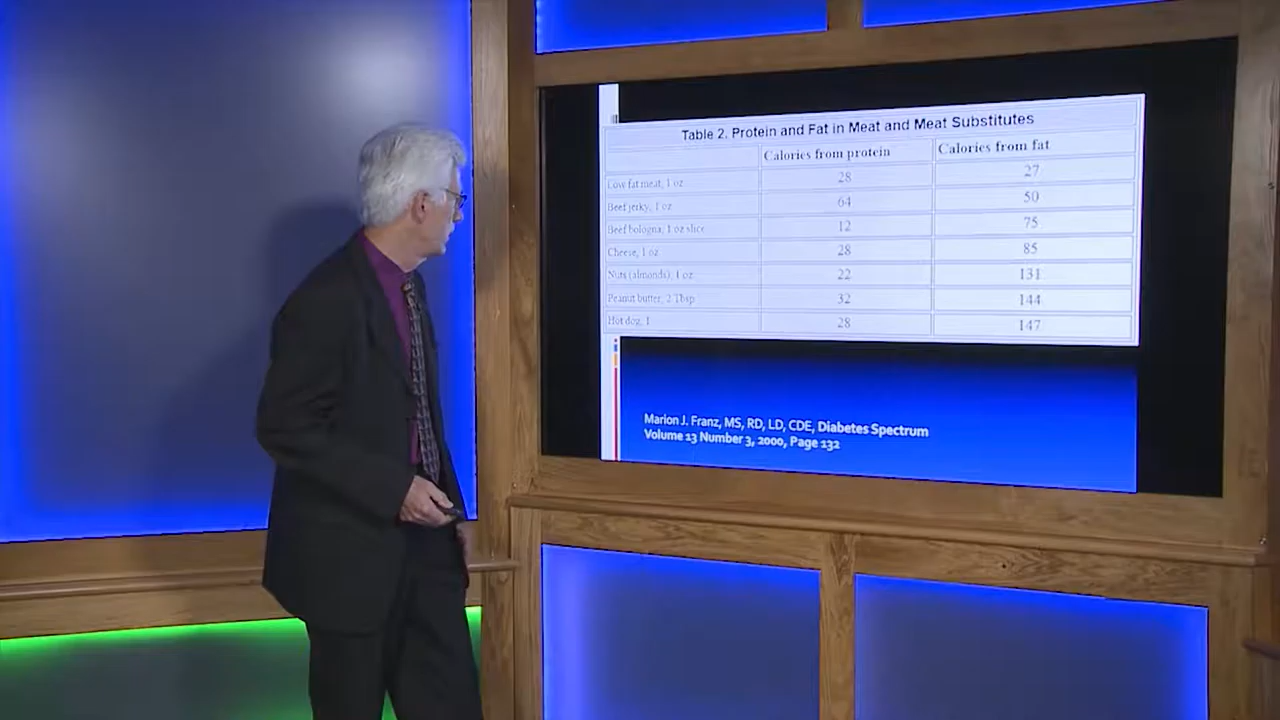 Table 2. Protein and Fat in Meat and Meat Substitutes
Calories from protein Calories from fat
Low fat meat, 1 oz 28 27
Beef jerky, 1 oz 64 50
Beef bologna, 1 oz slice 12 75
Cheese, 1 oz 28 85
Nuts (almonds), 1 oz 22 131
Peanut butter, 2 Tbsp 32 144
Hot dog, 1 28 147
Marion J. Franz, MS, RD, LD, CDE, Diabetes Spectrum
Volume 13 Number 3, 2000, Page 132